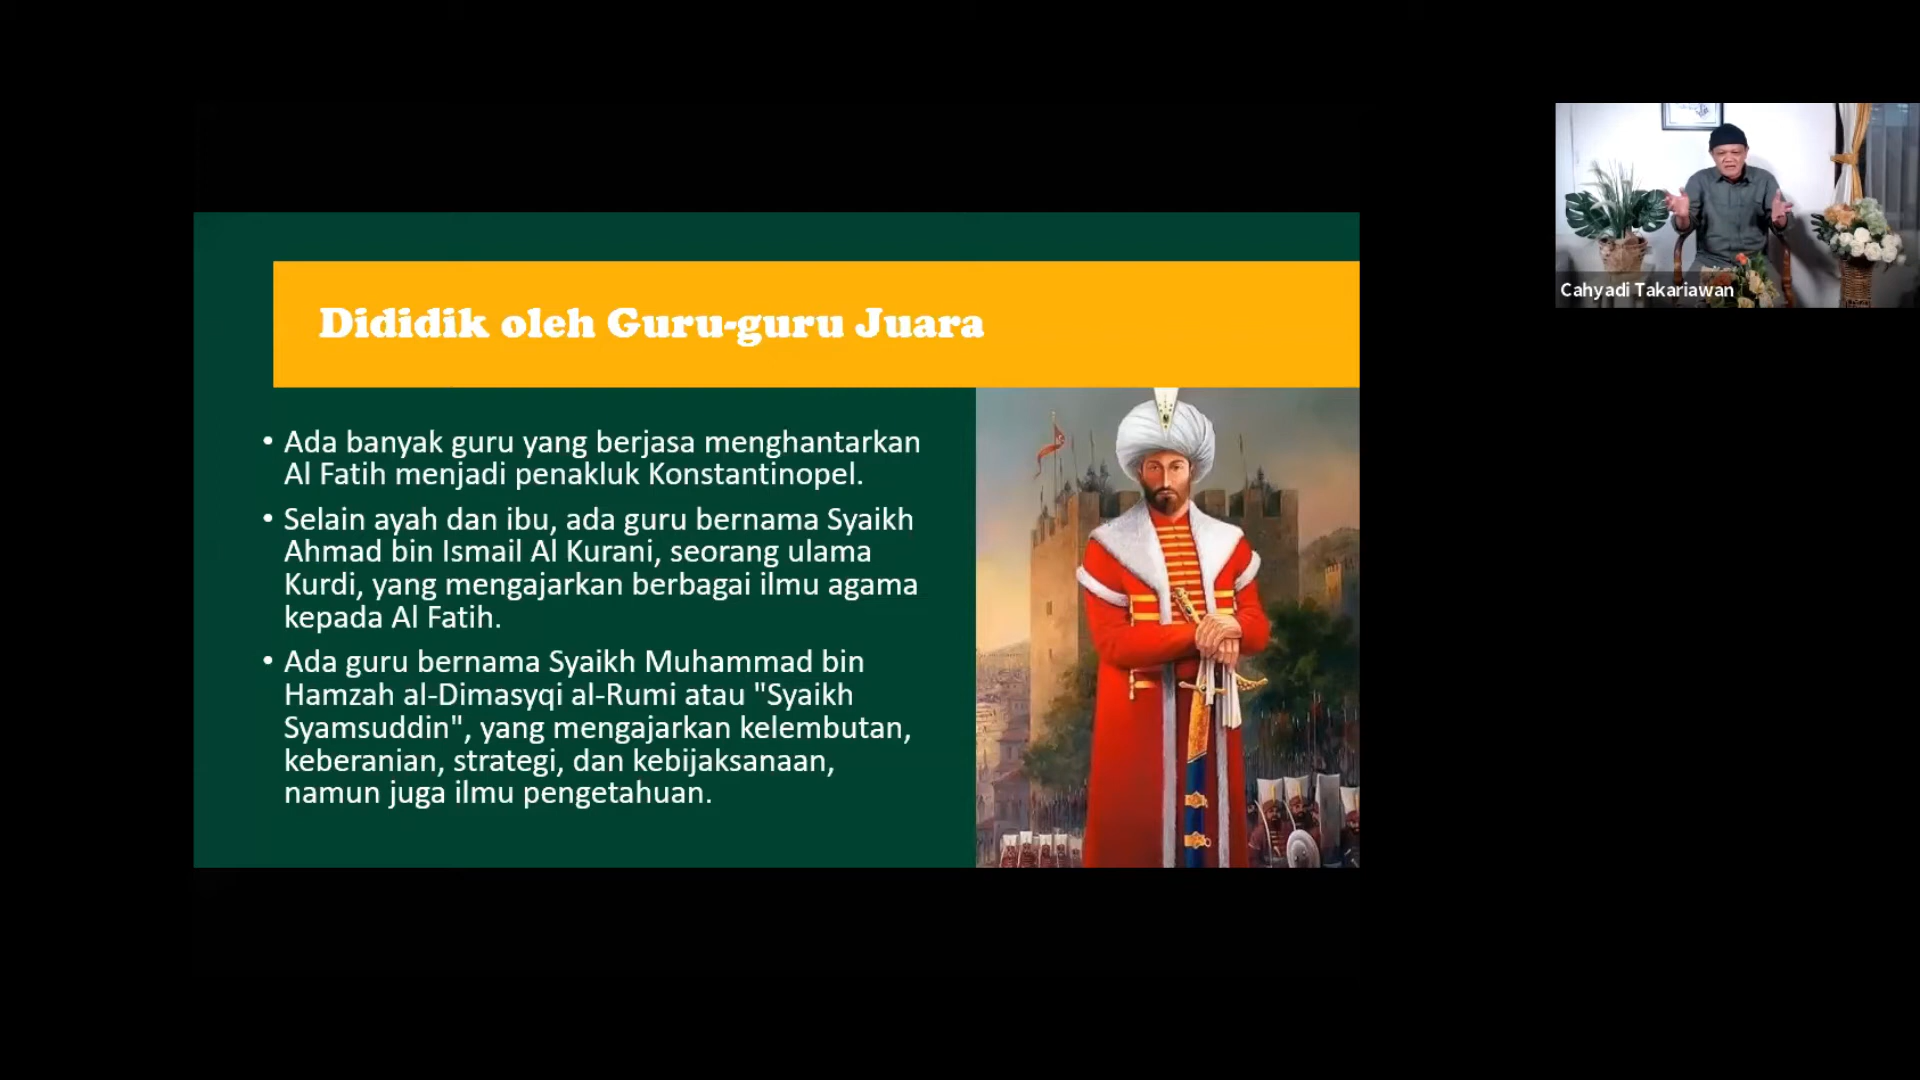 Dididik oleh Guru-guru Juara
• Ada banyak guru yang berjasa menghantarkan
Al Fatih menjadi penakluk Konstantinopel.
• Selain ayah dan ibu, ada guru bernama Syaikh
Ahmad bin Ismail Al Kurani, seorang ulama
Kurdi, yang mengajarkan berbagai ilmu agama
kepada Al Fatih.
• Ada guru bernama Syaikh Muhammad bin
Hamzah al-Dimasyqi al-Rumi atau "Syaikh
Syamsuddin", yang mengajarkan kelembutan,
keberanian, strategi, dan kebijaksanaan,
namun juga ilmu pengetahuan.
Cahyadi Takariawan